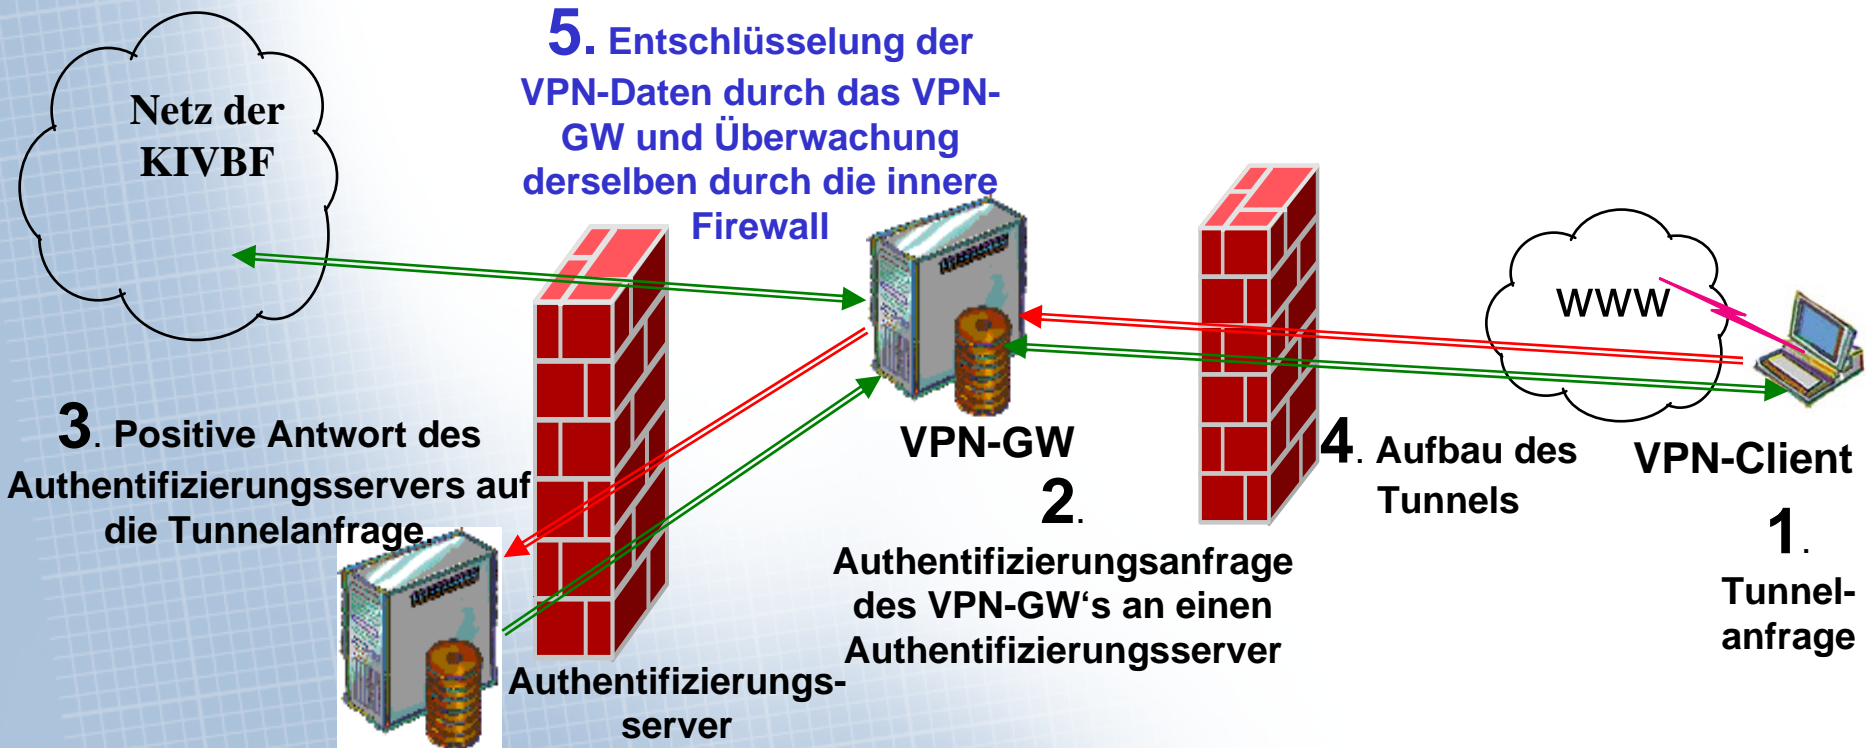 Netz der
KIVBF
5. Entschlüsselung der
VPN-Daten durch das VPN-
GW und Überwachung
derselben durch die innere
Firewall
WWW
3. Positive Antwort des
Authentifizierungsservers auf
die Tunnelanfrage.
VPN-GW
2.
Authentifizierungsanfrage
des VPN-GW‘s an einen
Authentifizierungsserver
4. Aufbau des
Tunnels
VPN-Client
1.
Tunnel-
anfrage
Authentifizierungs-
server